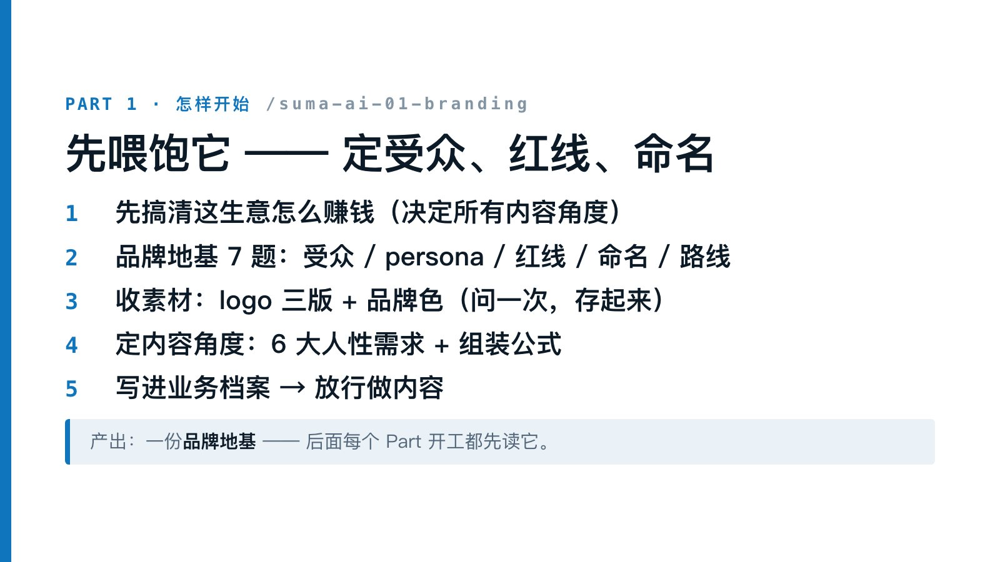 PART 1 · 怎样开始 /suma-ai-01-branding
先喂饱它 —— 定受众、红线、命名
1 先搞清这生意怎么赚钱（决定所有内容角度）
2 品牌地基 7 题：受众 / persona / 红线 / 命名 / 路线
3 收素材：logo 三版 + 品牌色（问一次，存起来）
4 定内容角度：6 大人性需求 + 组装公式
5 写进业务档案 → 放行做内容
产出：一份品牌地基 —— 后面每个 Part 开工都先读它。